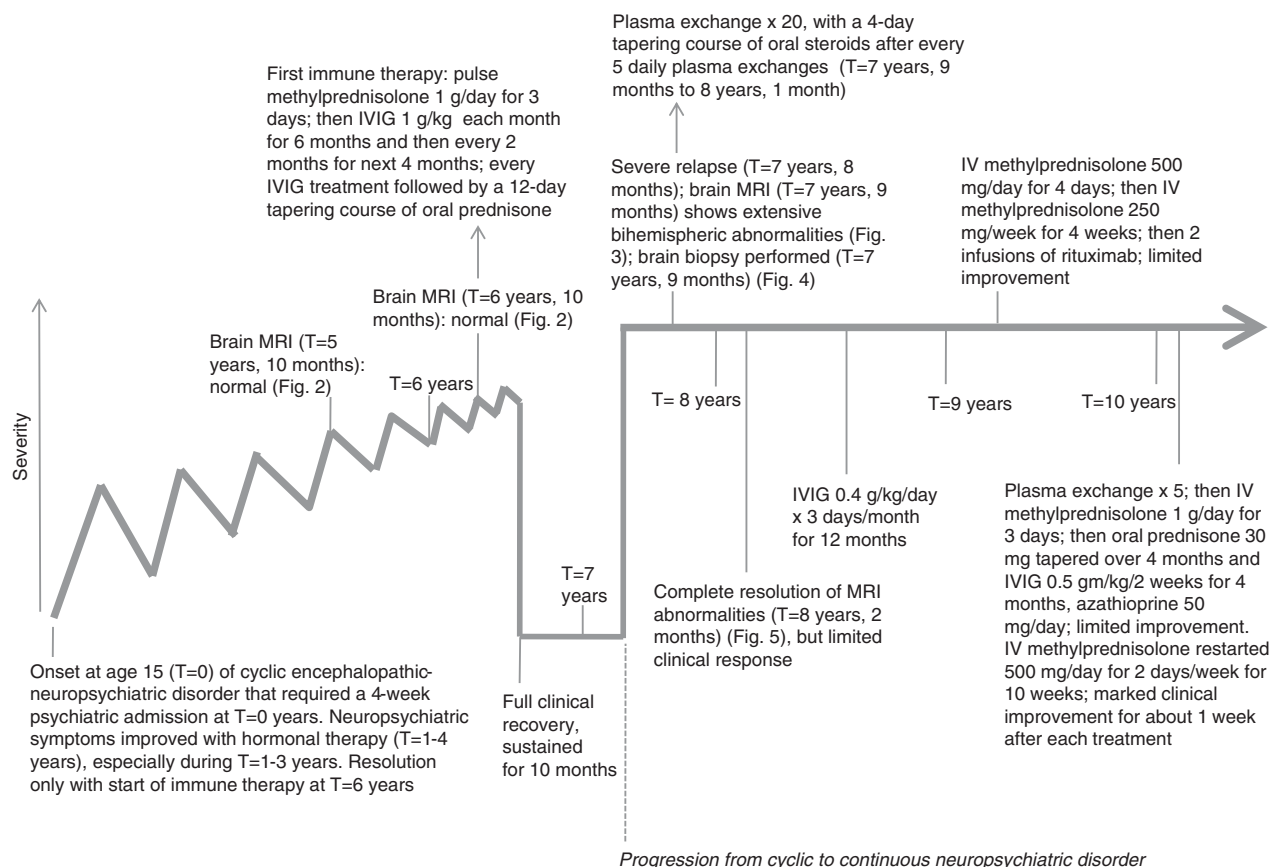 Plasma exchange x 20, with a 4-day
tapering course of oral steroids after every
5 daily plasma exchanges (T=7 years, 9
months to 8 years, 1 month)
First immune therapy: pulse
methylprednisolone 1 g/day for 3
days; then IVIG 1 g/kg each month
for 6 months and then every 2
months for next 4 months; every
IVIG treatment followed by a 12-day
tapering course of oral prednisone
Severe relapse (T=7 years, 8
months); brain MRI (T=7 years, 9
months) shows extensive
bihemispheric abnormalities (Fig.
3); brain biopsy performed (T=7
years, 9 months) (Fig. 4)
IV methylprednisolone 500
mg/day for 4 days; then IV
methylprednisolone 250
mg/week for 4 weeks; then 2
infusions of rituximab; limited
improvement
Brain MRI (T=6 years, 10
months): normal (Fig. 2)
Brain MRI (T=5
years, 10 months):
normal (Fig. 2)
T=6 years
Severity
T= 8 years
T=9 years
T=10 years
T=7
years
IVIG 0.4 g/kg/day
x 3 days/month
for 12 months
Complete resolution of MRI
abnormalities (T=8 years, 2
months) (Fig. 5), but limited
clinical response
Plasma exchange x 5; then IV
methylprednisolone 1 g/day for
3 days; then oral prednisone 30
mg tapered over 4 months and
IVIG 0.5 gm/kg/2 weeks for 4
months, azathioprine 50
mg/day; limited improvement.
IV methylprednisolone restarted
500 mg/day for 2 days/week for
10 weeks; marked clinical
improvement for about 1 week
after each treatment
Onset at age 15 (T=0) of cyclic encephalopathic-
neuropsychiatric disorder that required a 4-week
psychiatric admission at T=0 years. Neuropsychiatric
symptoms improved with hormonal therapy (T=1-4
years), especially during T=1-3 years. Resolution
only with start of immune therapy at T=6 years
Full clinical
recovery,
sustained
for 10 months
Progression from cyclic to continuous neuropsychiatric disorder